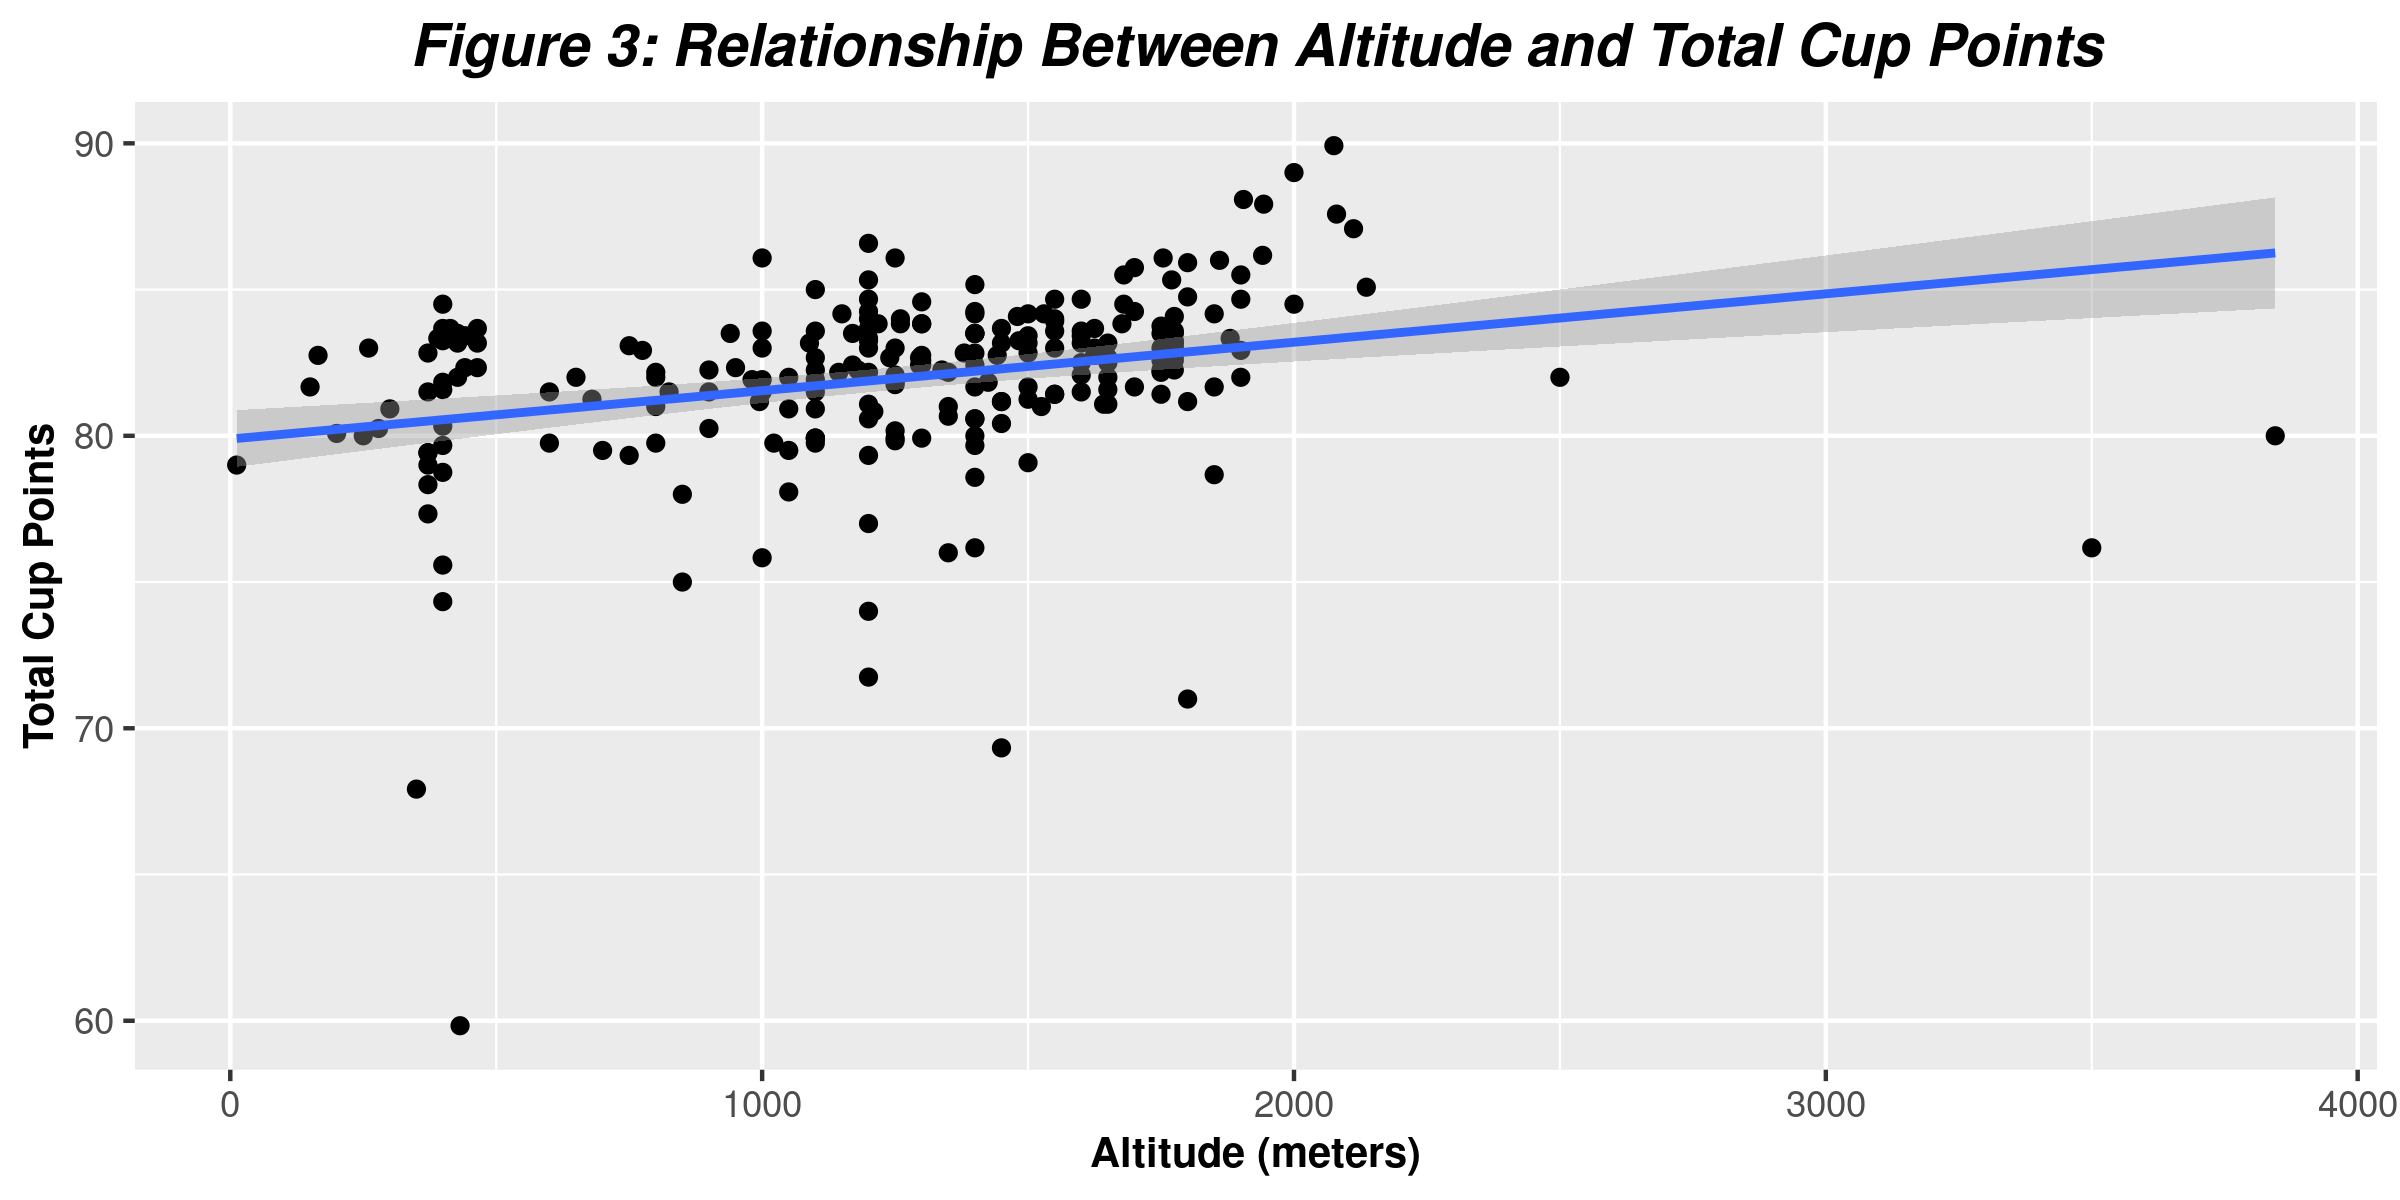 Figure 3: Relationship Between Altitude and Total Cup Points
Total Cup Points
90
80
70
60
0 1000 2000 3000 4000
Altitude (meters)